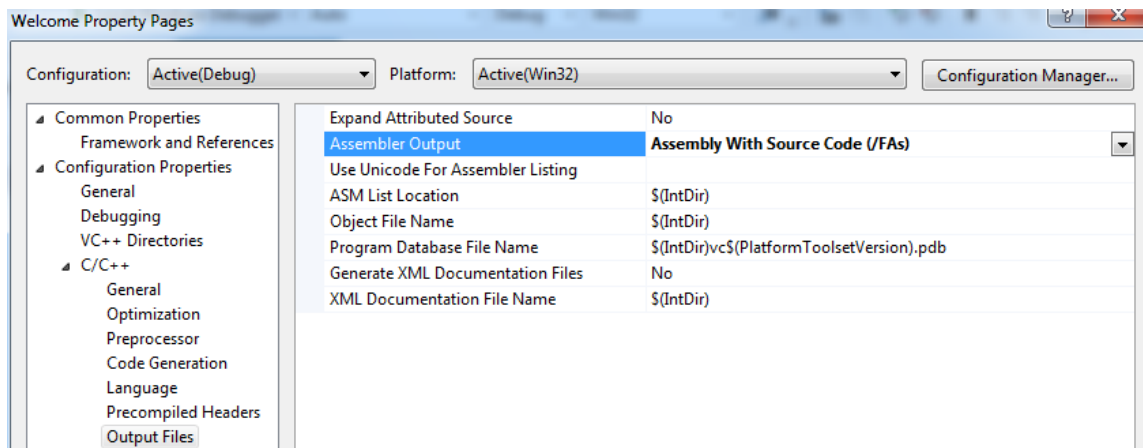 Welcome Property Pages
Configuration: Active(Debug) Platform: Active(Win32) Configuration Manager...
Common Properties
Framework and References
Configuration Properties
General
Debugging
VC++ Directories
C/C++
General
Optimization
Preprocessor
Code Generation
Language
Precompiled Headers
Output Files
Expand Attributed Source No
Assembler Output Assembly With Source Code (/FAs)
Use Unicode For Assembler Listing
ASM List Location $(IntDir)
Object File Name $(IntDir)
Program Database File Name $(IntDir)vc$(PlatformToolsetVersion).pdb
Generate XML Documentation Files No
XML Documentation File Name $(IntDir)